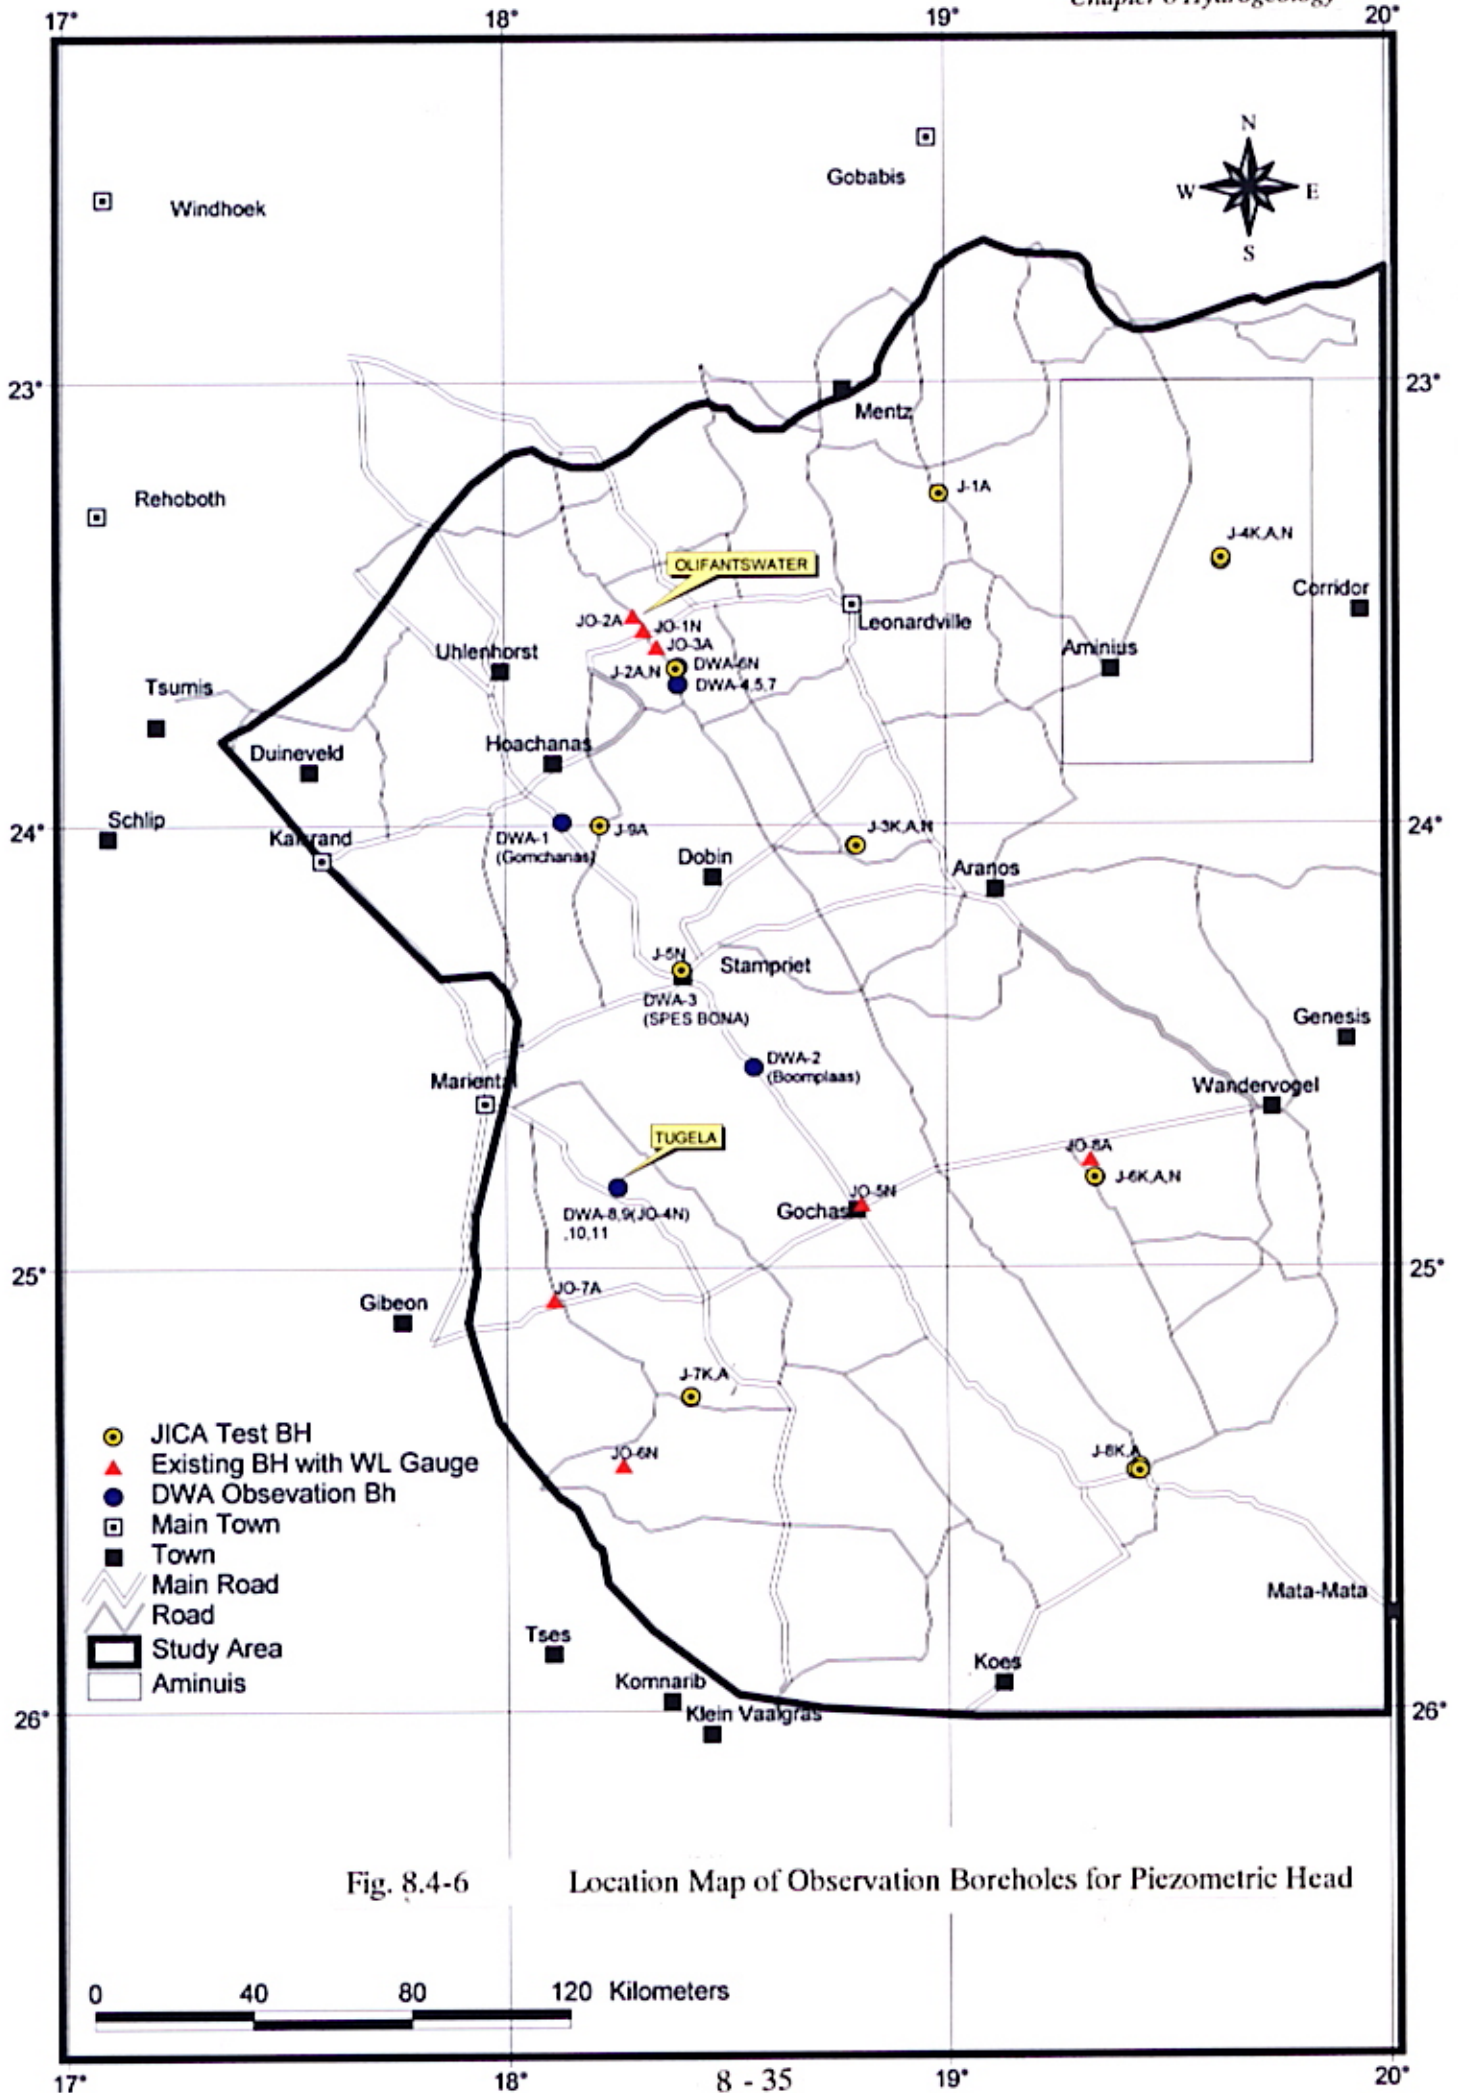 Chapter 8 Hydrogeology
17°
18°
19°
20°
N
W
E
S
Gobabis
Windhoek
23°
23°
Mentz
Rehoboth
J-1A
J-4K,A,N
OLIFANTSWATER
Corridor
JO-2A
JO-1N
Leonardville
JO-3A
Uhlenhorst
Aminius
J-2A,N
DWA-6N
DWA-4,5,7
Tsumis
Hoachanas
Duineveld
Schlip
24°
24°
Kalkrand
DWA-1
(Gomchanas)
J-9A
J-3K,A,N
Dobin
Aranos
J-5N
Stampriet
DWA-3
(SPES BONA)
Genesis
DWA-2
(Boomplaas)
Mariental
Wandervogel
TUGELA
JO-8A
J-6K,A,N
JO-5N
Gochas
DWA-8,9(JO-4N)
,10,11
25°
25°
JO-7A
Gibeon
J-7K,A
JICA Test BH
Existing BH with WL Gauge
DWA Obsevation Bh
Main Town
Town
Main Road
Road
Study Area
Aminuis
JO-6N
J-8K,A
Mata-Mata
Tses
Koes
Komnarib
Klein Vaalgras
26°
26°
Fig. 8.4-6 Location Map of Observation Boreholes for Piezometric Head
0 40 80 120 Kilometers
17°
18°
8 - 35
19°
20°